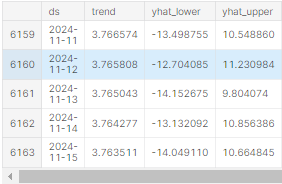 ds trend yhat_lower yhat_upper
6159 2024-11-11 3.766574 -13.498755 10.548860
6160 2024-11-12 3.765808 -12.704085 11.230984
6161 2024-11-13 3.765043 -14.152675 9.804074
6162 2024-11-14 3.764277 -13.132092 10.856386
6163 2024-11-15 3.763511 -14.049110 10.664845